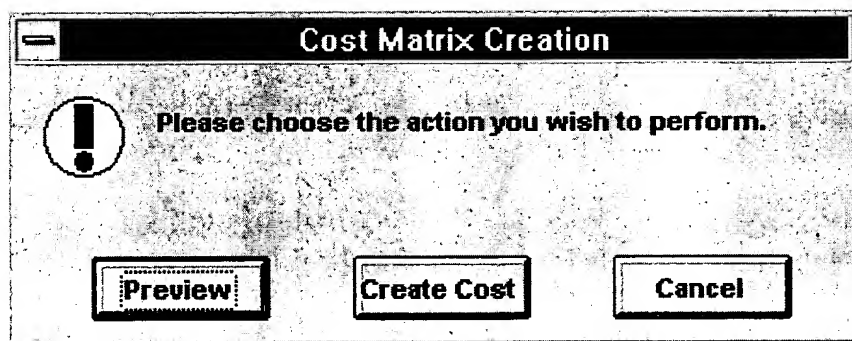 Cost Matrix Creation
Please choose the action you wish to perform.
Preview Create Cost Cancel